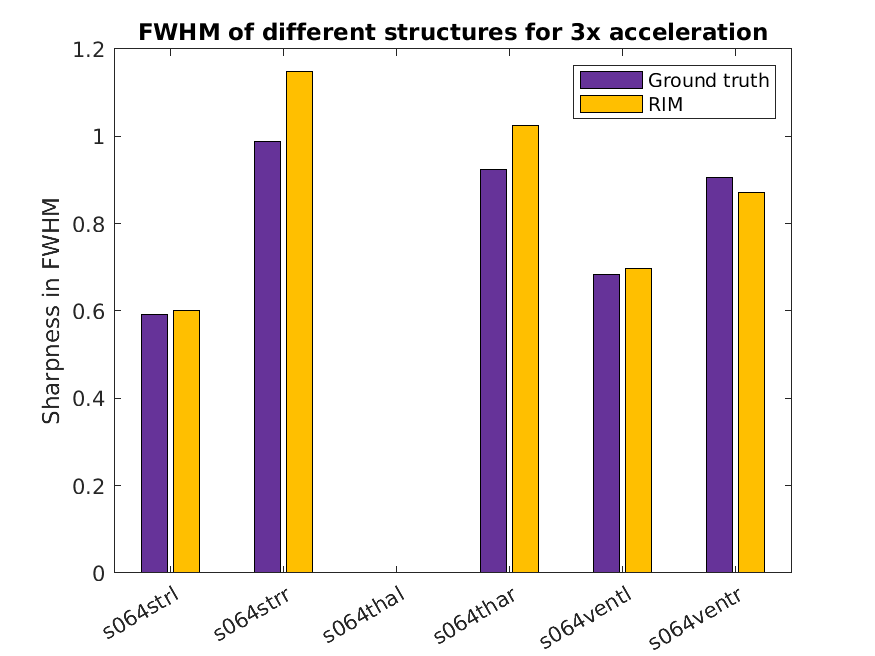 FWHM of different structures for 3x acceleration
Ground truth
RIM
Sharpness in FWHM
1.2
1
0.8
0.6
0.4
0.2
0
s064strl
s064strr
s064thal
s064thar
s064ventl
s064ventr